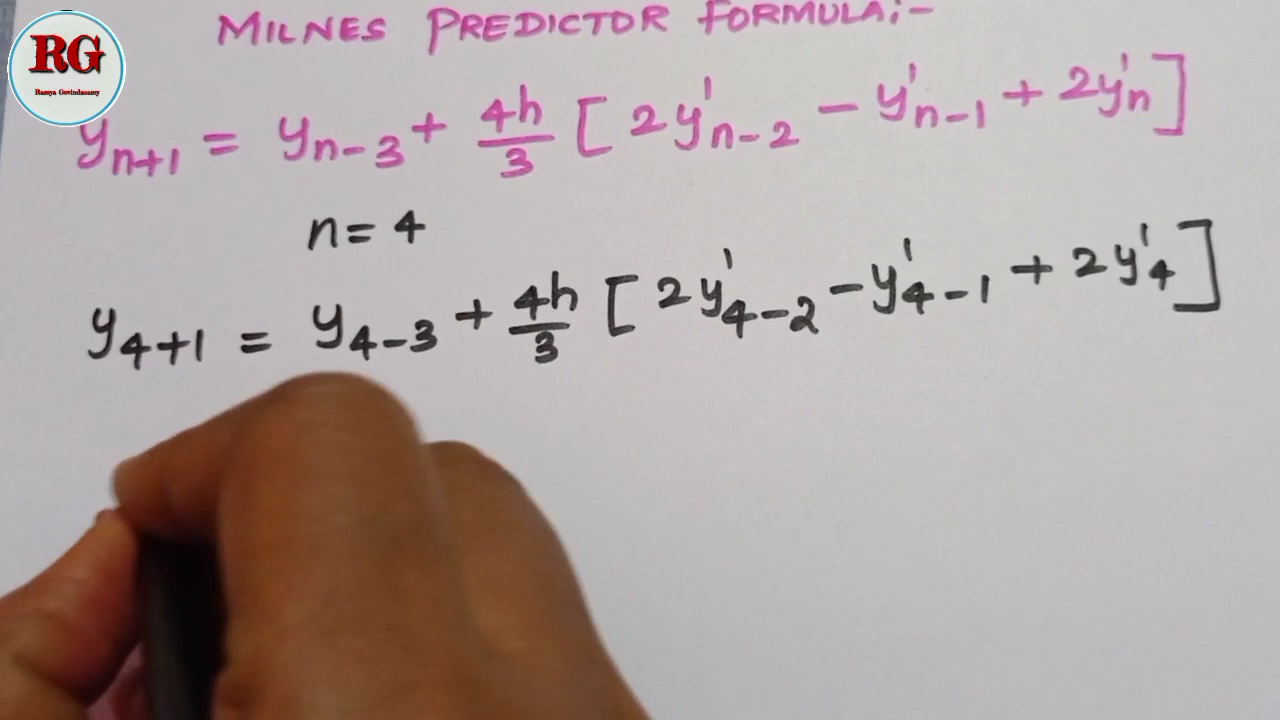 RG
Ramya Govindasamy
MILNES PREDICTOR FORMULA:-
yₙ₊₁ = yₙ₋₃ + 4h/3 [ 2y'ₙ₋₂ - y'ₙ₋₁ + 2y'ₙ ]
n = 4
y₄₊₁ = y₄₋₃ + 4h/3 [ 2y'₄₋₂ - y'₄₋₁ + 2y'₄ ]